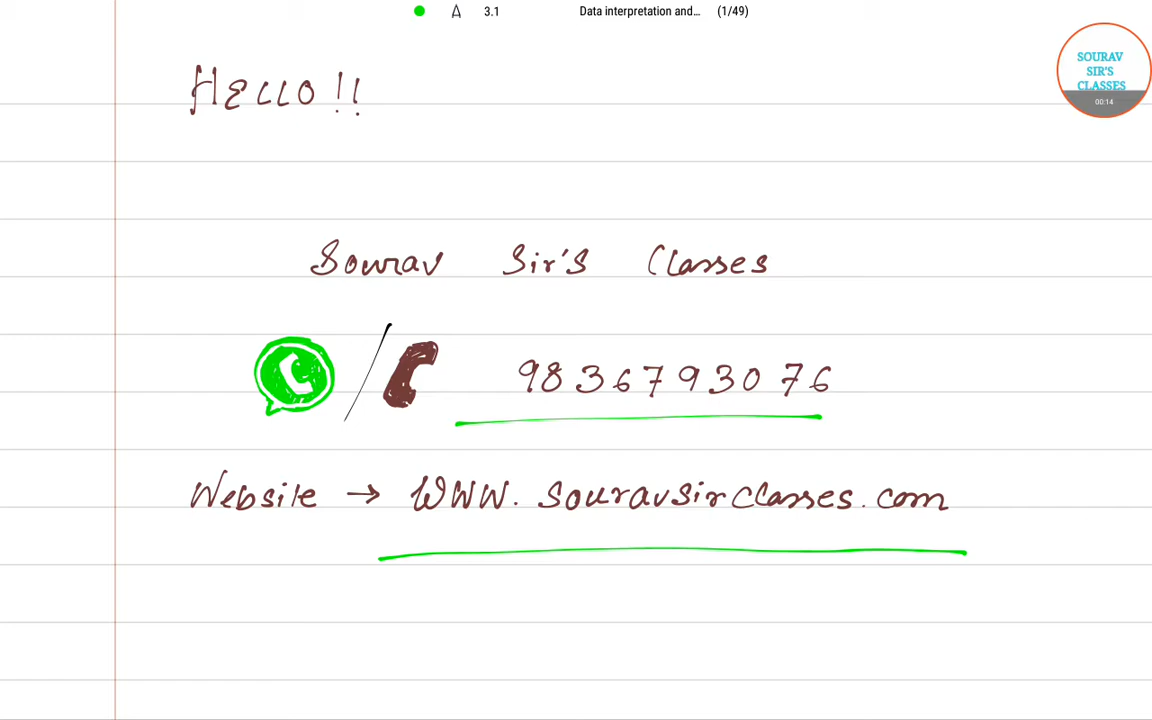 3.1 Data interpretation and... (1/49)
SOURAV
SIR'S
CLASSES
00:14
HELLO!!
Sourav Sir's Classes
9836793076
Website → WWW.souravsirclasses.com